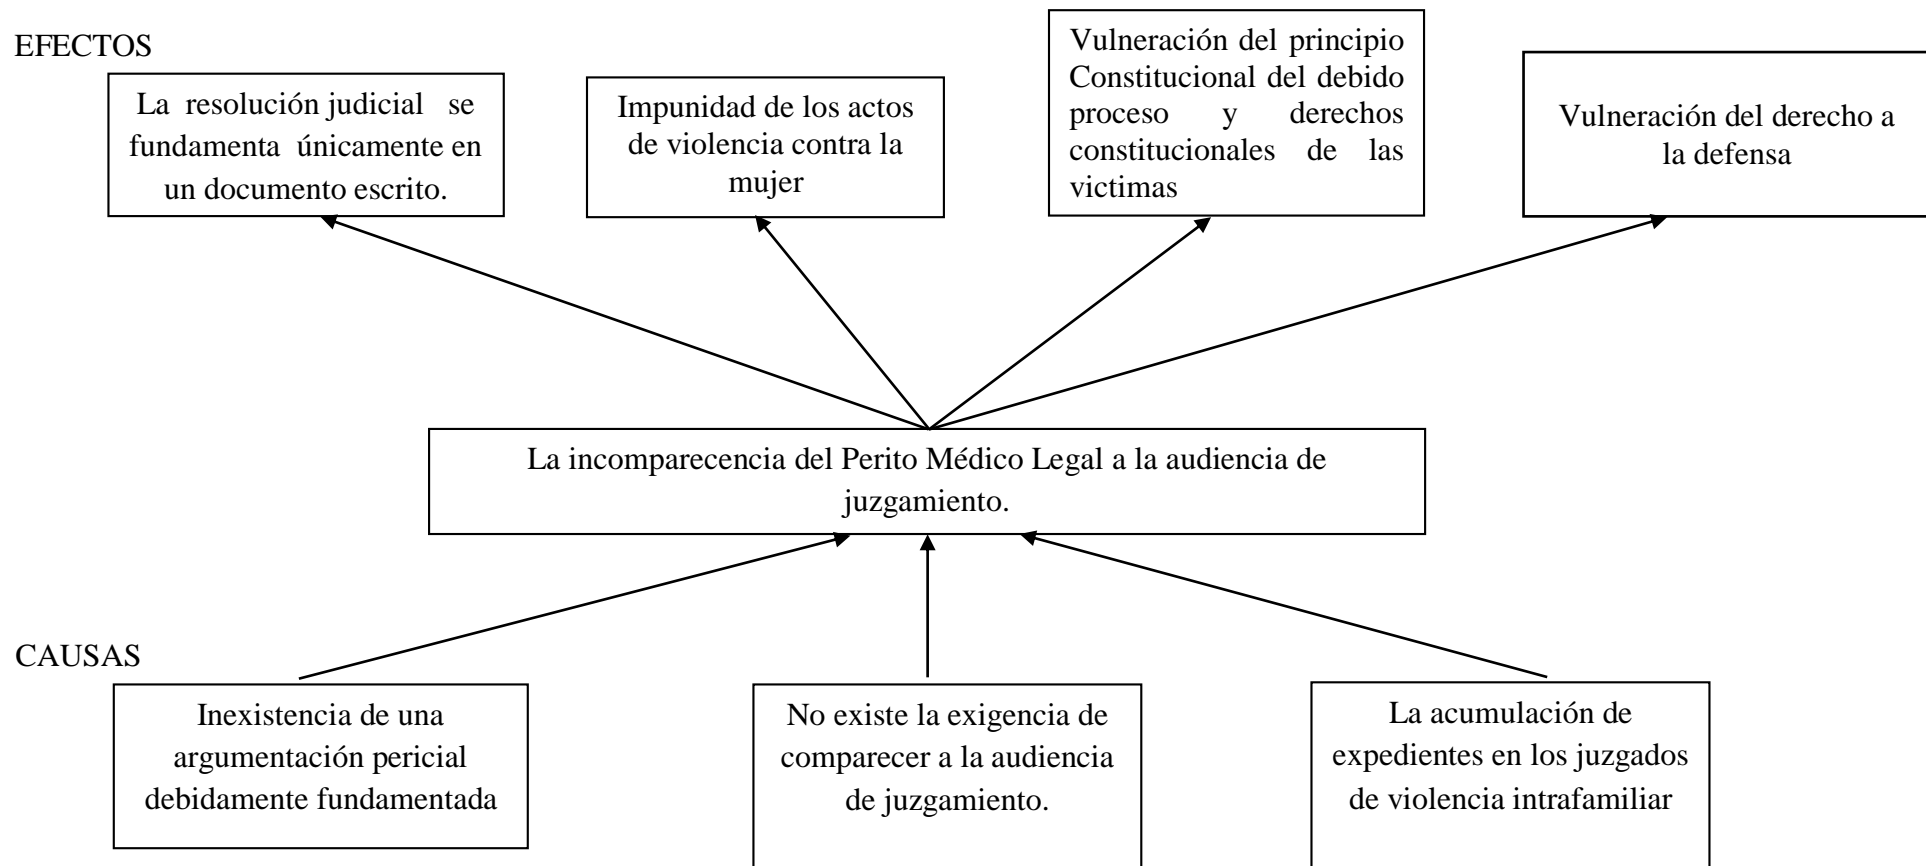 EFECTOS
La resolución judicial se
fundamenta únicamente en
un documento escrito.
Impunidad de los actos
de violencia contra la
mujer
Vulneración del principio
Constitucional del debido
proceso y derechos
constitucionales de las
victimas
Vulneración del derecho a
la defensa
La incomparecencia del Perito Médico Legal a la audiencia de
juzgamiento.
CAUSAS
Inexistencia de una
argumentación pericial
debidamente fundamentada
No existe la exigencia de
comparecer a la audiencia
de juzgamiento.
La acumulación de
expedientes en los juzgados
de violencia intrafamiliar